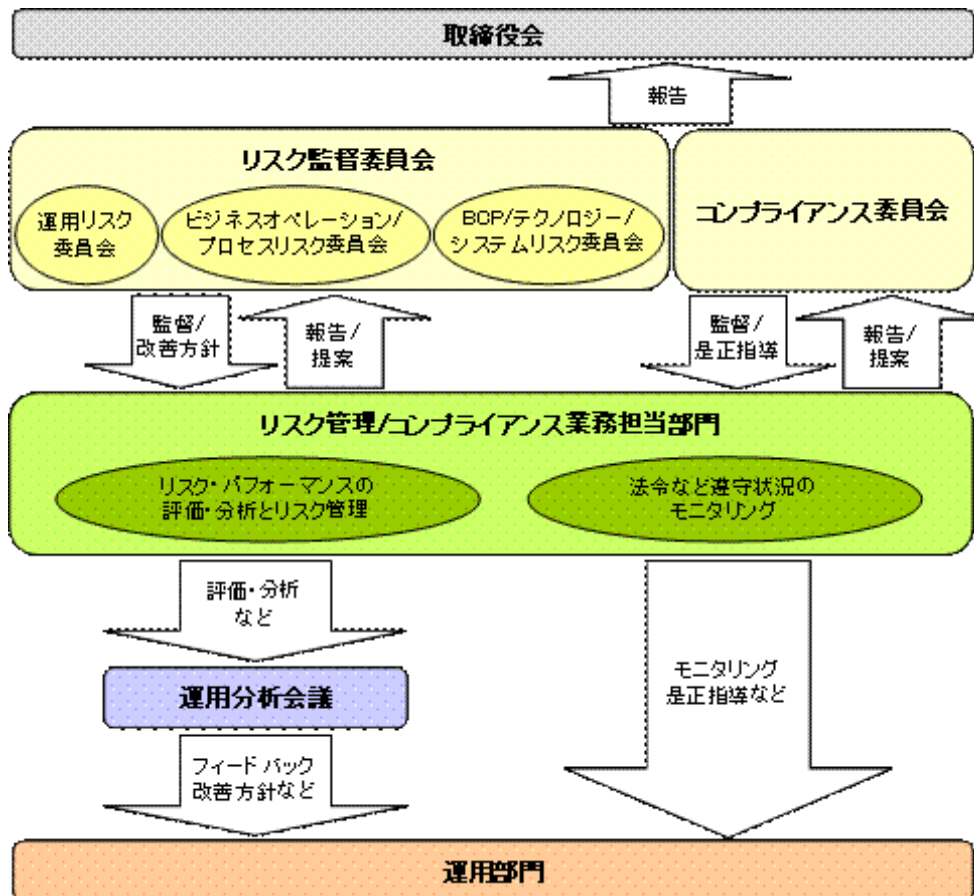 取締役会
報告
リスク監督委員会
運用リスク
委員会
ビジネスオペレーション/
プロセスリスク委員会
BCP/テクノロジー/
システムリスク委員会
コンプライアンス委員会
監督/
改善方針
報告/
提案
監督/
是正指導
報告/
提案
リスク管理/コンプライアンス業務担当部門
リスク・パフォーマンスの
評価・分析とリスク管理
法令など遵守状況の
モニタリング
評価・分析
など
運用分析会議
モニタリング
是正指導など
フィードバック
改善方針など
運用部門